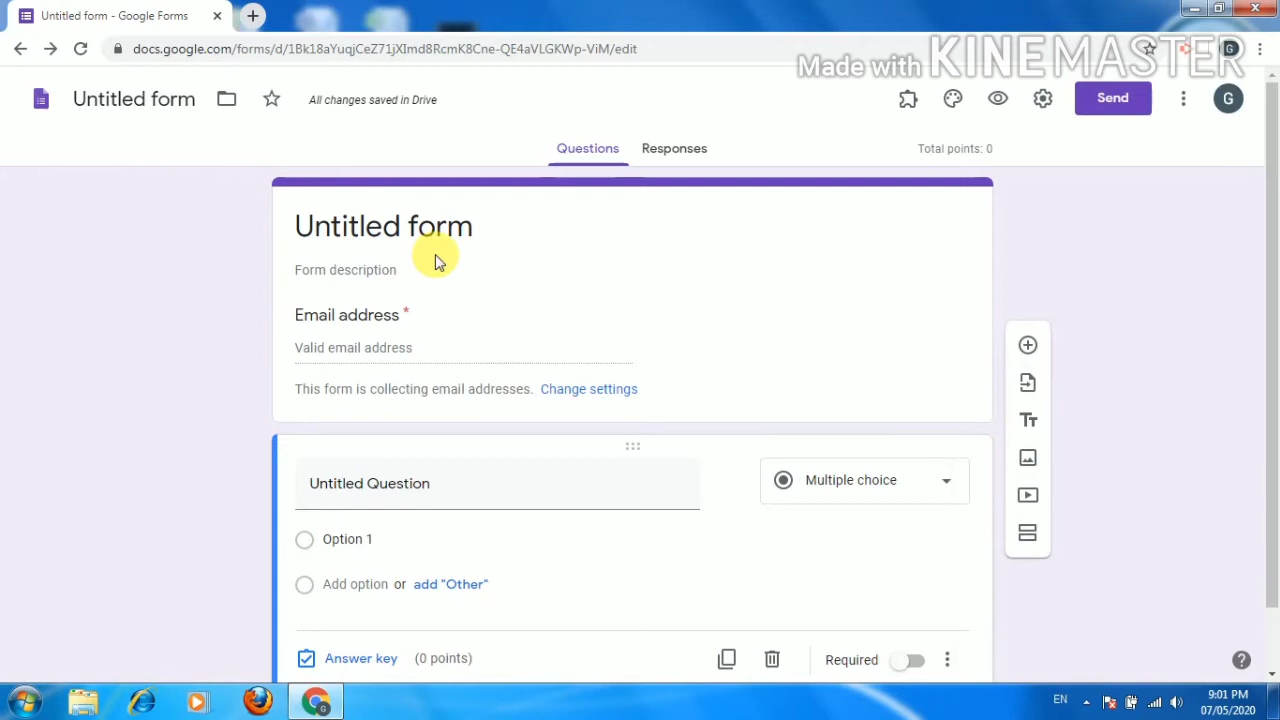 Untitled form - Google Forms
docs.google.com/forms/d/1Bk18aYuqjCeZ71jXImd8RcmK8Cne-QE4aVLGKWp-ViM/edit
G
Made with KINEMASTER
Untitled form
All changes saved in Drive
Send
G
Questions
Responses
Total points: 0
Untitled form
Form description
Email address *
Valid email address
This form is collecting email addresses. Change settings
Untitled Question
Multiple choice
Option 1
Add option or add "Other"
Answer key (0 points)
Required
EN
9:01 PM
07/05/2020